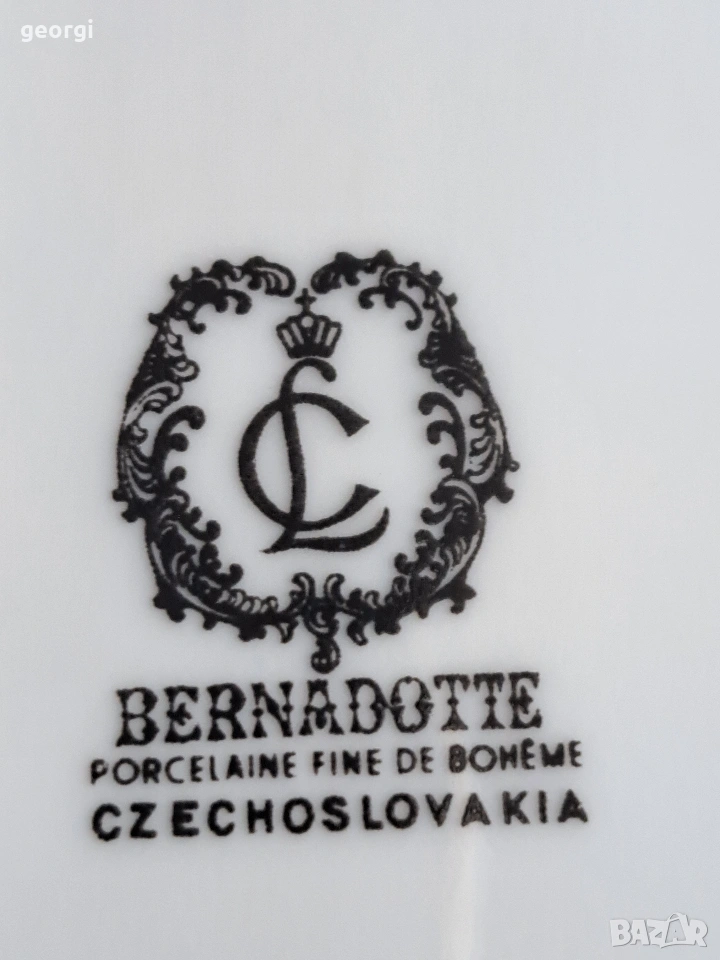 georgi
CL
BERNADOTTE
PORCELAINE FINE DE BOHÊME
CZECHOSLOVAKIA
BAZAR